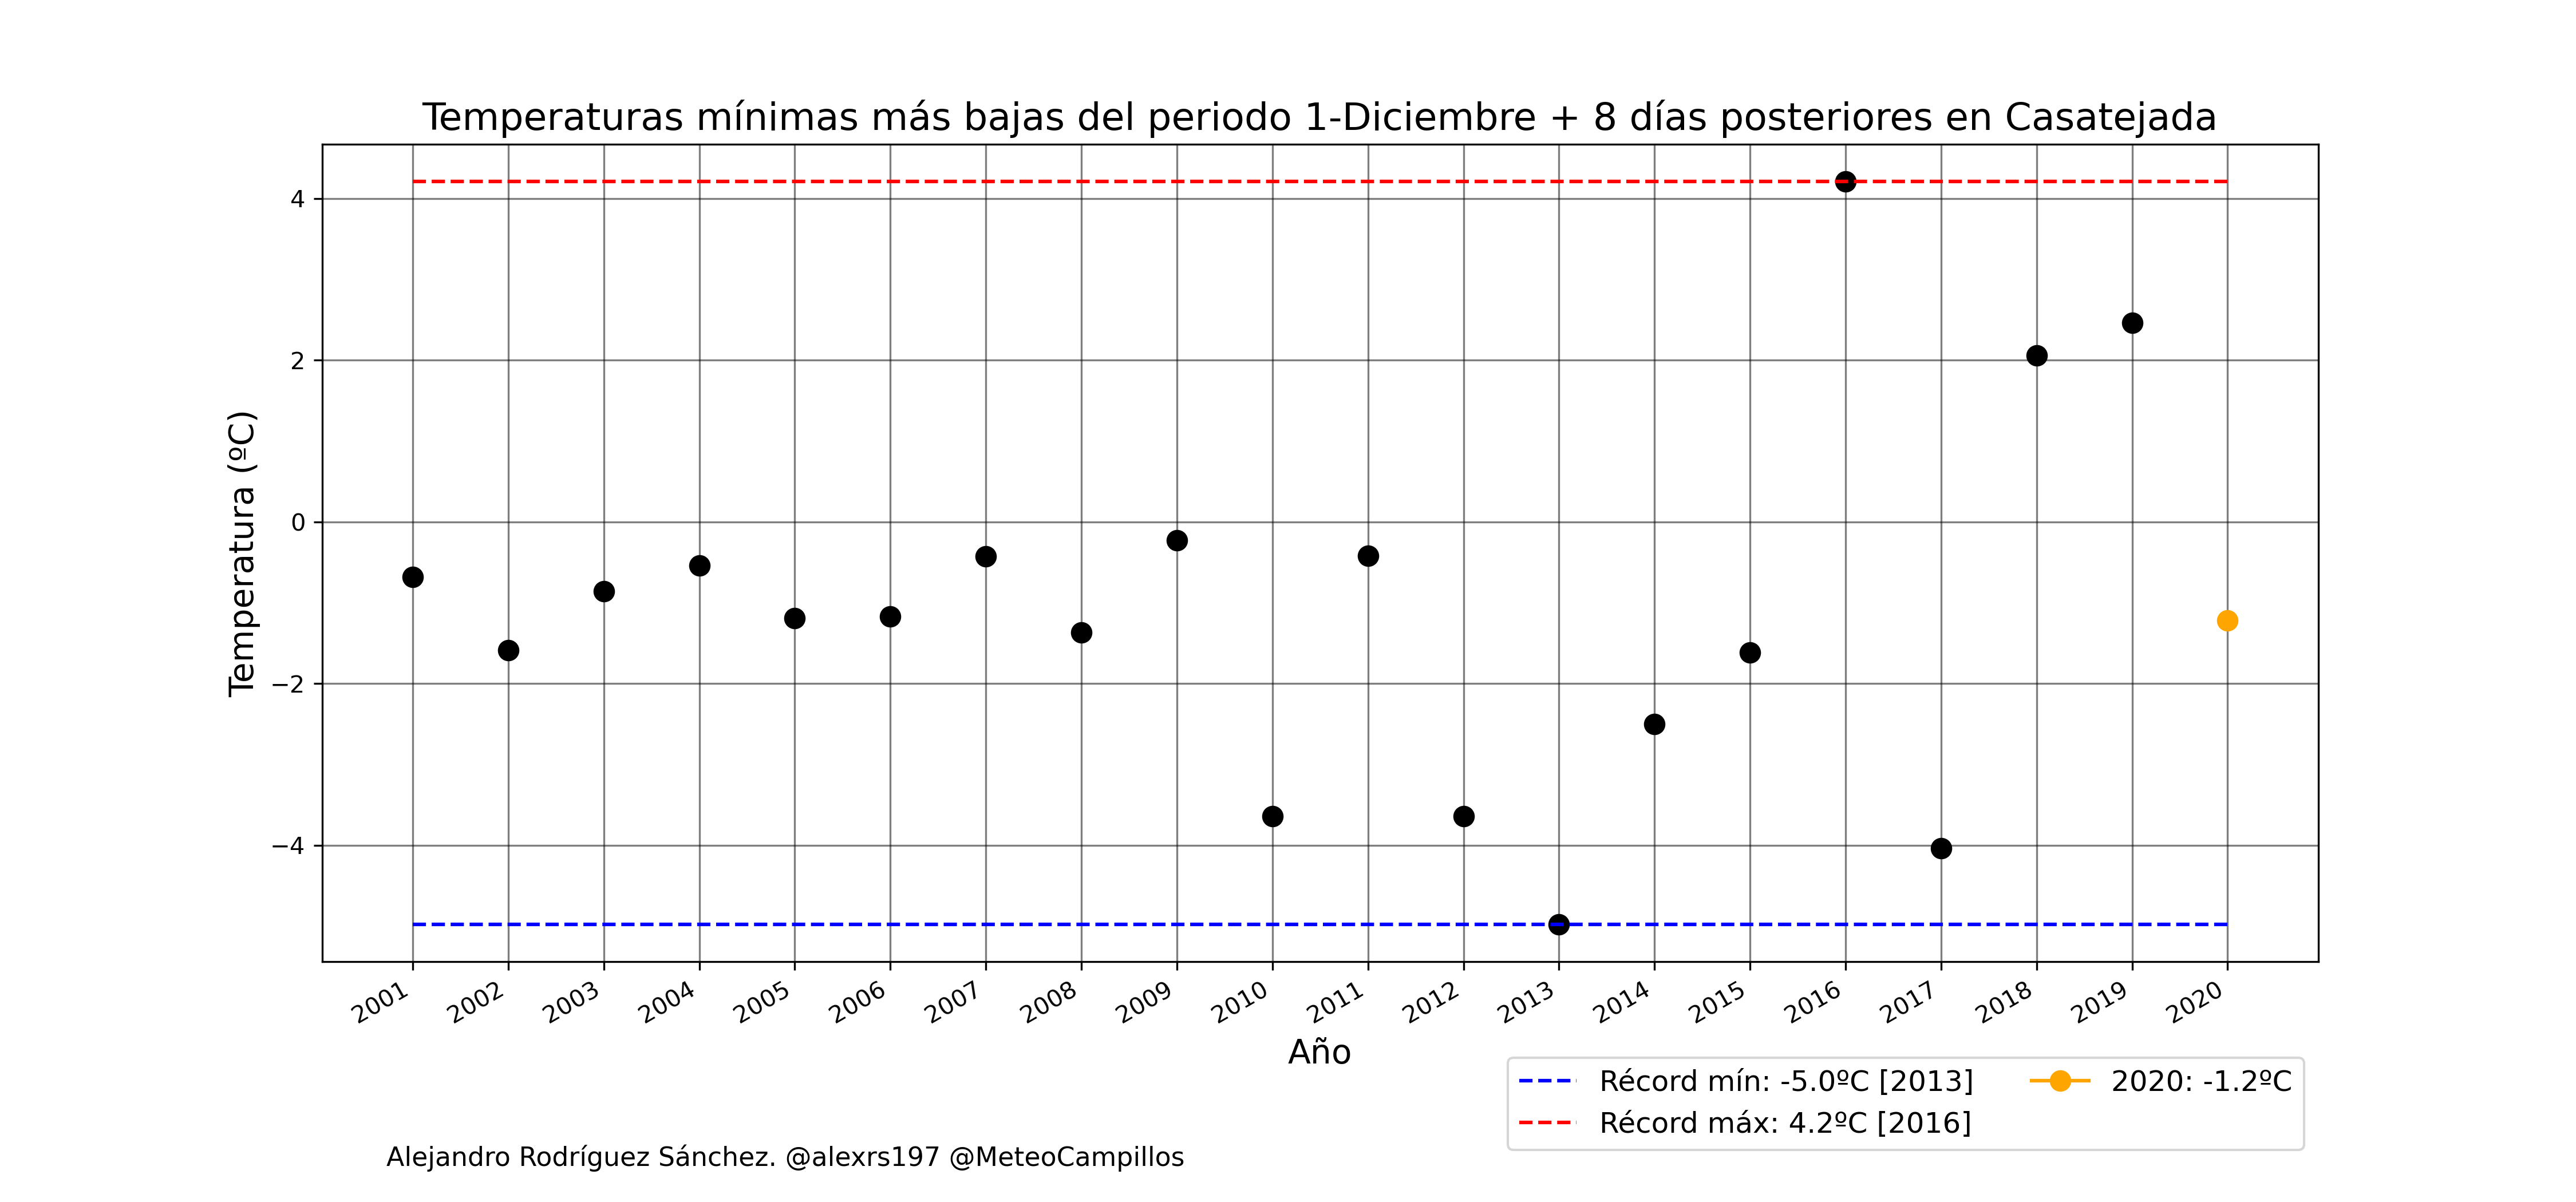 Temperaturas mínimas más bajas del periodo 1-Diciembre + 8 días posteriores en Casatejada
Temperatura (ºC)
4
2
0
−2
−4
2001 2002 2003 2004 2005 2006 2007 2008 2009 2010 2011 2012 2013 2014 2015 2016 2017 2018 2019 2020
Año
Récord mín: -5.0ºC [2013]
Récord máx: 4.2ºC [2016]
2020: -1.2ºC
Alejandro Rodríguez Sánchez. @alexrs197 @MeteoCampillos